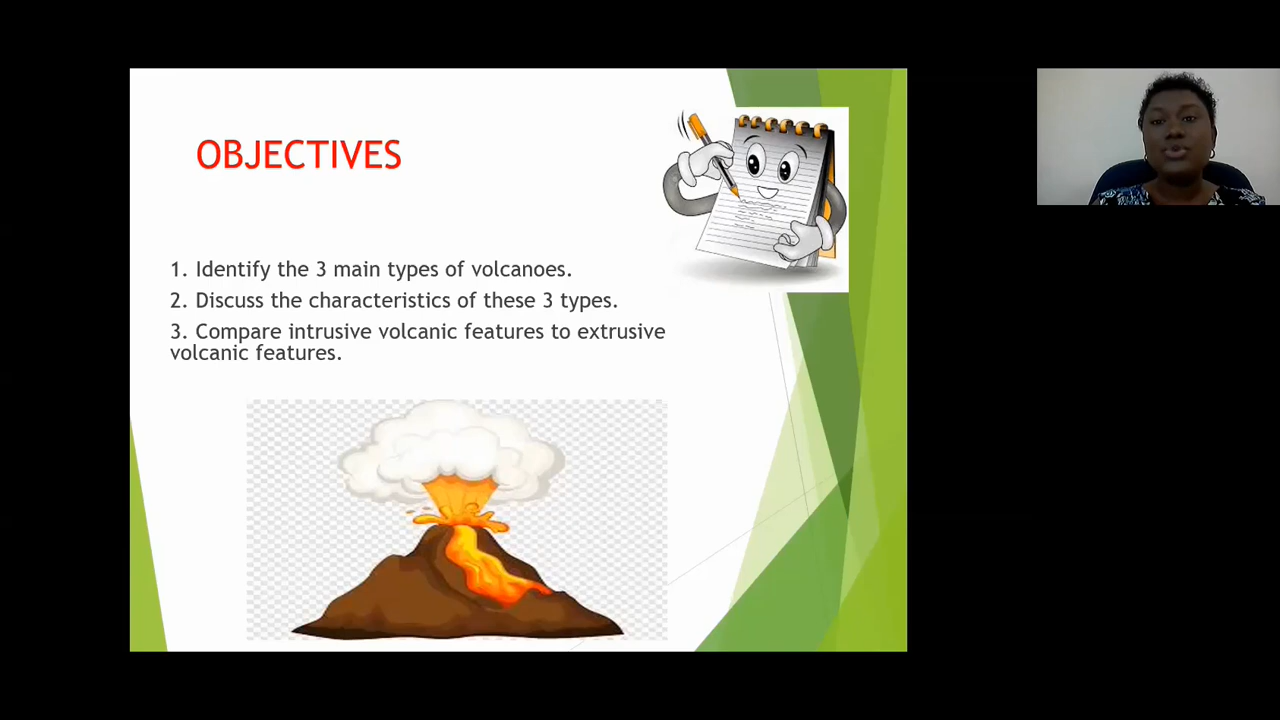 OBJECTIVES
1. Identify the 3 main types of volcanoes.
2. Discuss the characteristics of these 3 types.
3. Compare intrusive volcanic features to extrusive
volcanic features.